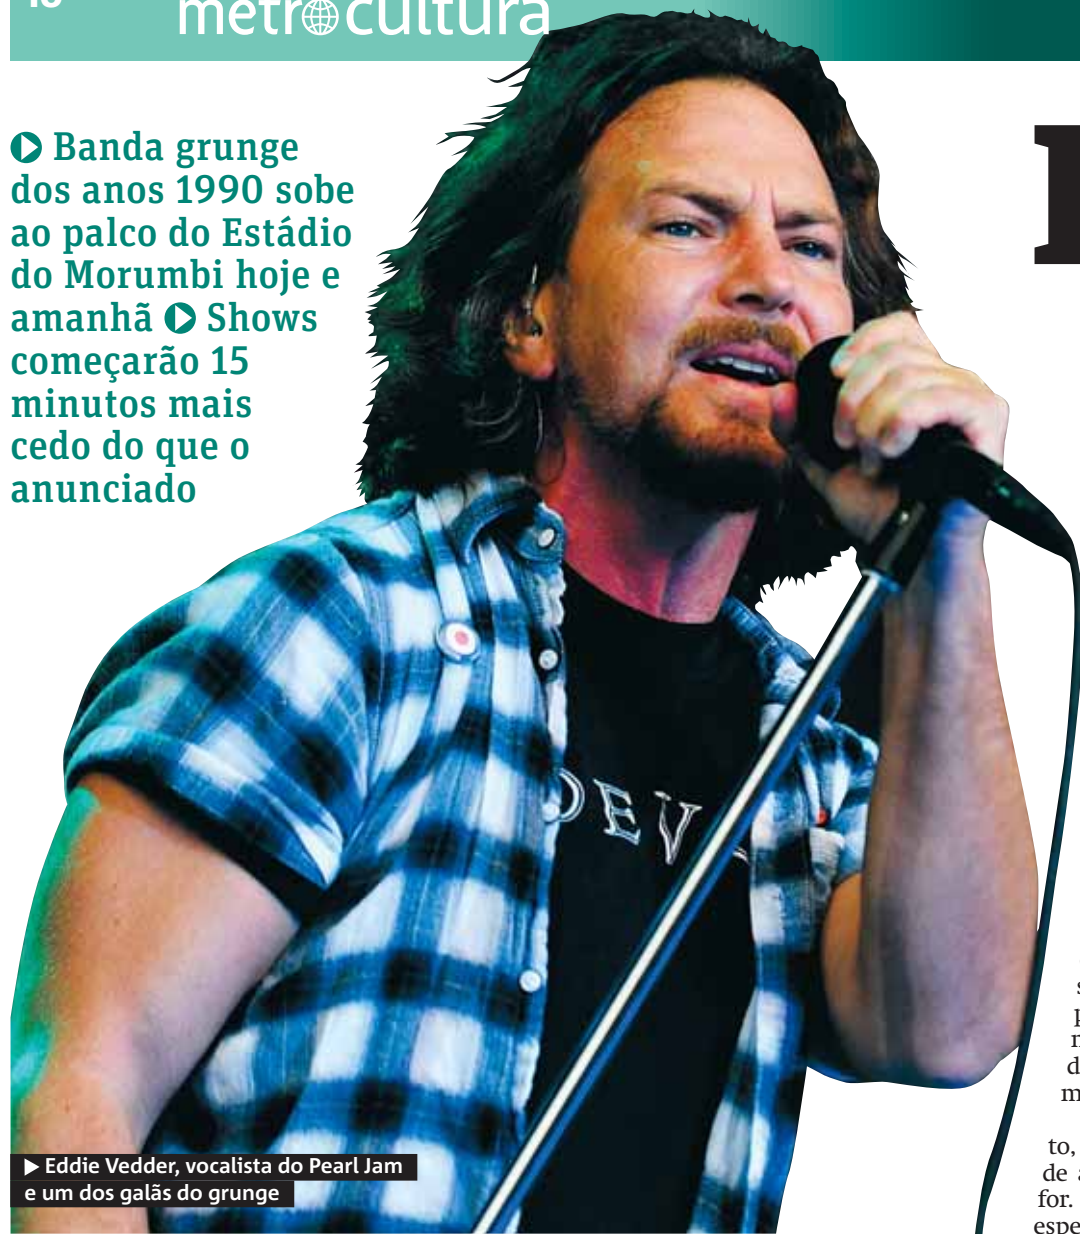 metrocultura
Banda grunge
dos anos 1990 sobe
ao palco do Estádio
do Morumbi hoje e
amanhã Shows
começarão 15
minutos mais
cedo do que o
anunciado
DEV
Eddie Vedder, vocalista do Pearl Jam
e um dos galãs do grunge
to,
de
for.
espe